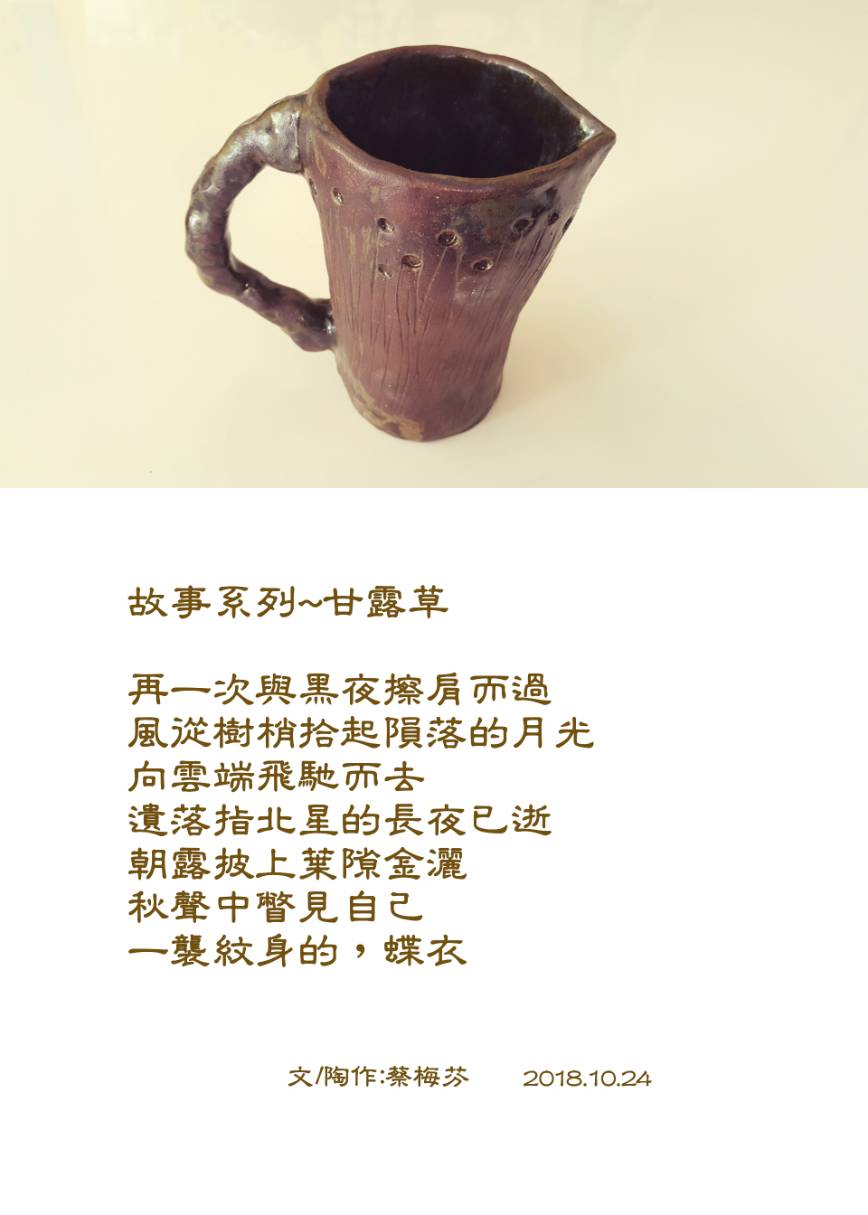 故事系列~甘露草
再一次與黑夜擦肩而過
風從樹梢拾起隕落的月光
向雲端飛馳而去
遺落指北星的長夜已逝
朝露披上葉隙金灑
秋聲中瞥見自己
一襲紋身的，蝶衣
文/陶作:蔡梅芬 2018.10.24